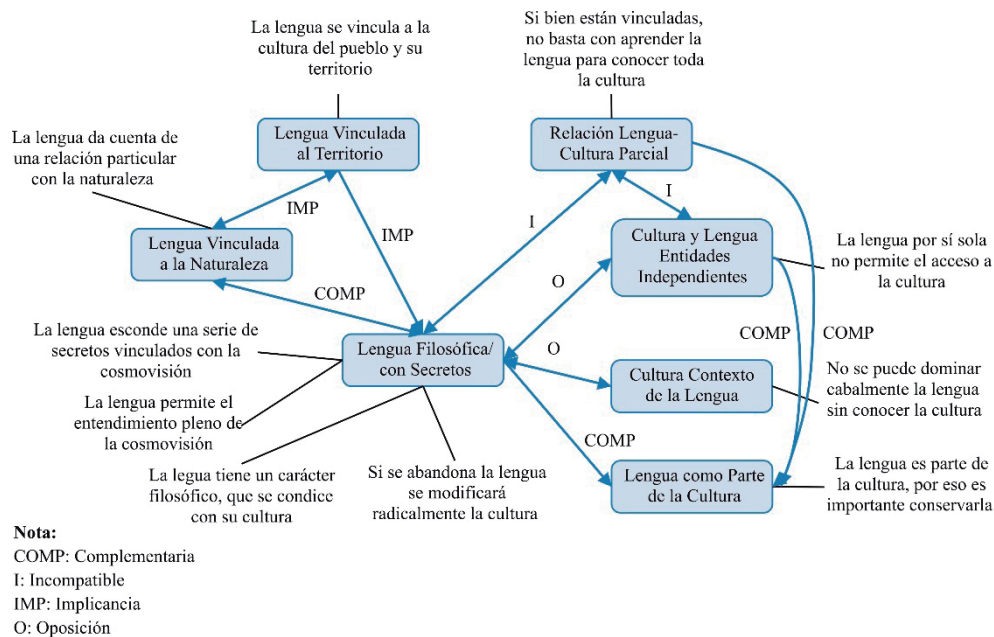 La lengua se vincula a la
cultura del pueblo y su
territorio
Si bien están vinculadas,
no basta con aprender la
lengua para conocer toda
la cultura
La lengua da cuenta de
una relación particular
con la naturaleza
Lengua Vinculada
al Territorio
Relación Lengua-
Cultura Parcial
IMP
I
IMP
I
Lengua Vinculada
a la Naturaleza
Cultura y Lengua
Entidades
Independientes
La lengua por sí sola
no permite el acceso a
la cultura
COMP
O
La lengua esconde una serie de
secretos vinculados con la
cosmovisión
Lengua Filosófica/
con Secretos
O
COMP
COMP
Cultura Contexto
de la Lengua
No se puede dominar
cabalmente la lengua
sin conocer la cultura
La lengua permite el
entendimiento pleno de
la cosmovisión
COMP
La legua tiene un carácter
filosófico, que se condice
con su cultura
Si se abandona la lengua
se modificará
radicalmente la cultura
Lengua como Parte
de la Cultura
La lengua es parte de
la cultura, por eso es
importante conservarla
Nota:
COMP: Complementaria
I: Incompatible
IMP: Implicancia
O: Oposición